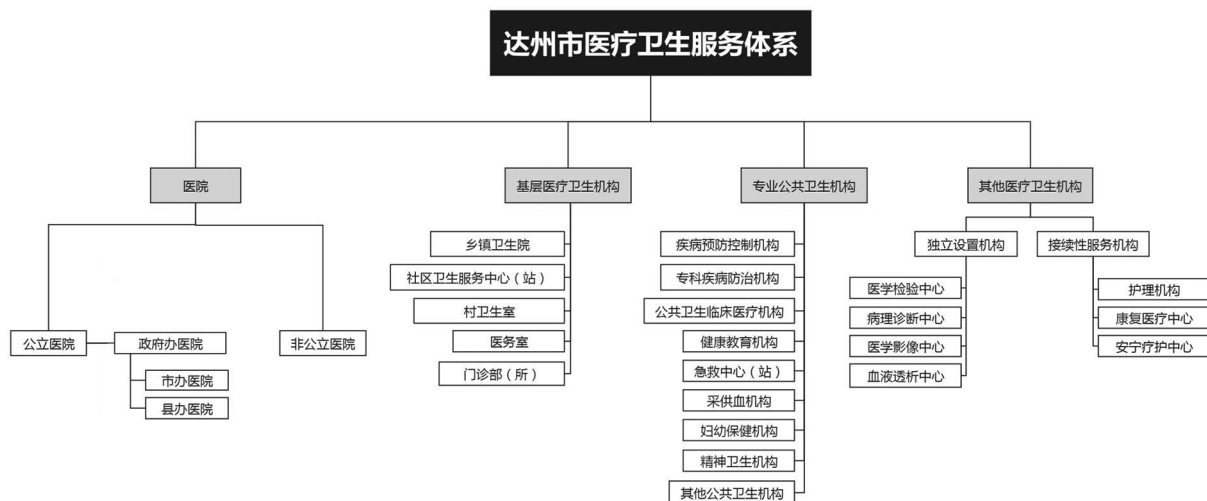 达州市医疗卫生服务体系
医院
基层医疗卫生机构
专业公共卫生机构
其他医疗卫生机构
公立医院
政府办医院
市办医院
县办医院
非公立医院
乡镇卫生院
社区卫生服务中心（站）
村卫生室
医务室
门诊部（所）
疾病预防控制机构
专科疾病防治机构
公共卫生临床医疗机构
健康教育机构
急救中心（站）
采供血机构
妇幼保健机构
精神卫生机构
其他公共卫生机构
独立设置机构
医学检验中心
病理诊断中心
医学影像中心
血液透析中心
接续性服务机构
护理机构
康复医疗中心
安宁疗护中心